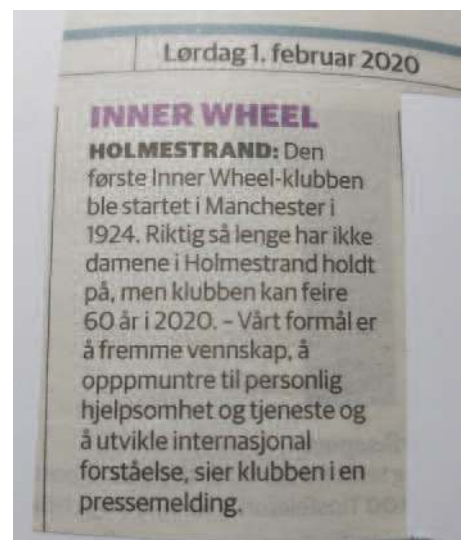 Lørdag 1. februar 2020
INNER WHEEL
HOLMESTRAND: Den
første Inner Wheel-klubben
ble startet i Manchester i
1924. Riktig så lenge har ikke
damene i Holmestrand holdt
på, men klubben kan feire
60 år i 2020. – Vårt formål er
å fremme vennskap, å
opppmuntre til personlig
hjelpsomhet og tjeneste og
å utvikle internasjonal
forståelse, sier klubben i en
pressemelding.